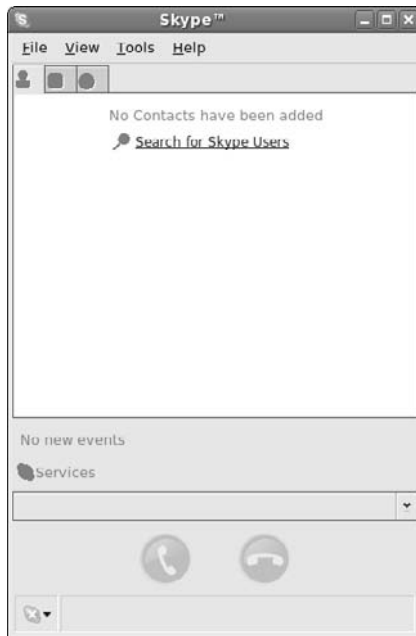 Skype™
File View Tools Help
No Contacts have been added
Search for Skype Users
No new events
Services